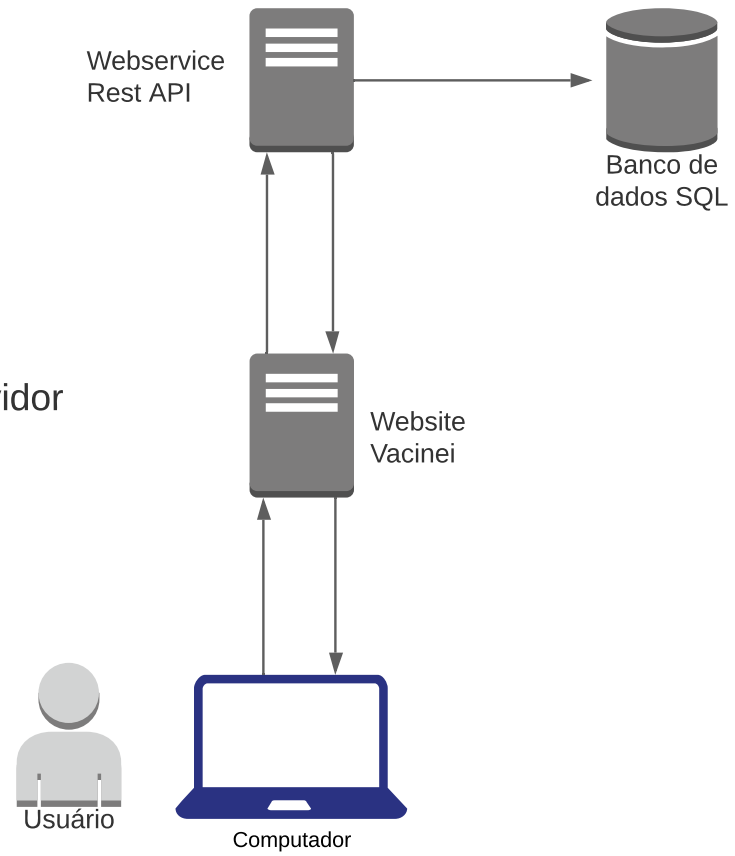 Webservice
Rest API
Banco de
dados SQL
idor
Website
Vacinei
Usuário
Computador